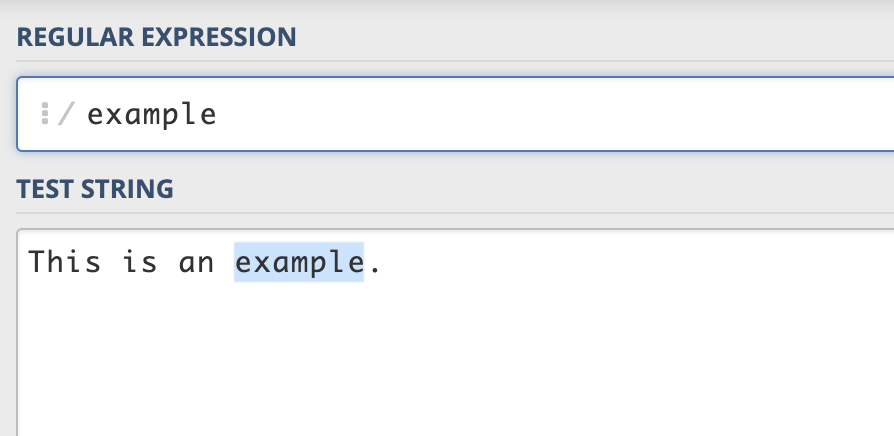 REGULAR EXPRESSION
/ example
TEST STRING
This is an example.